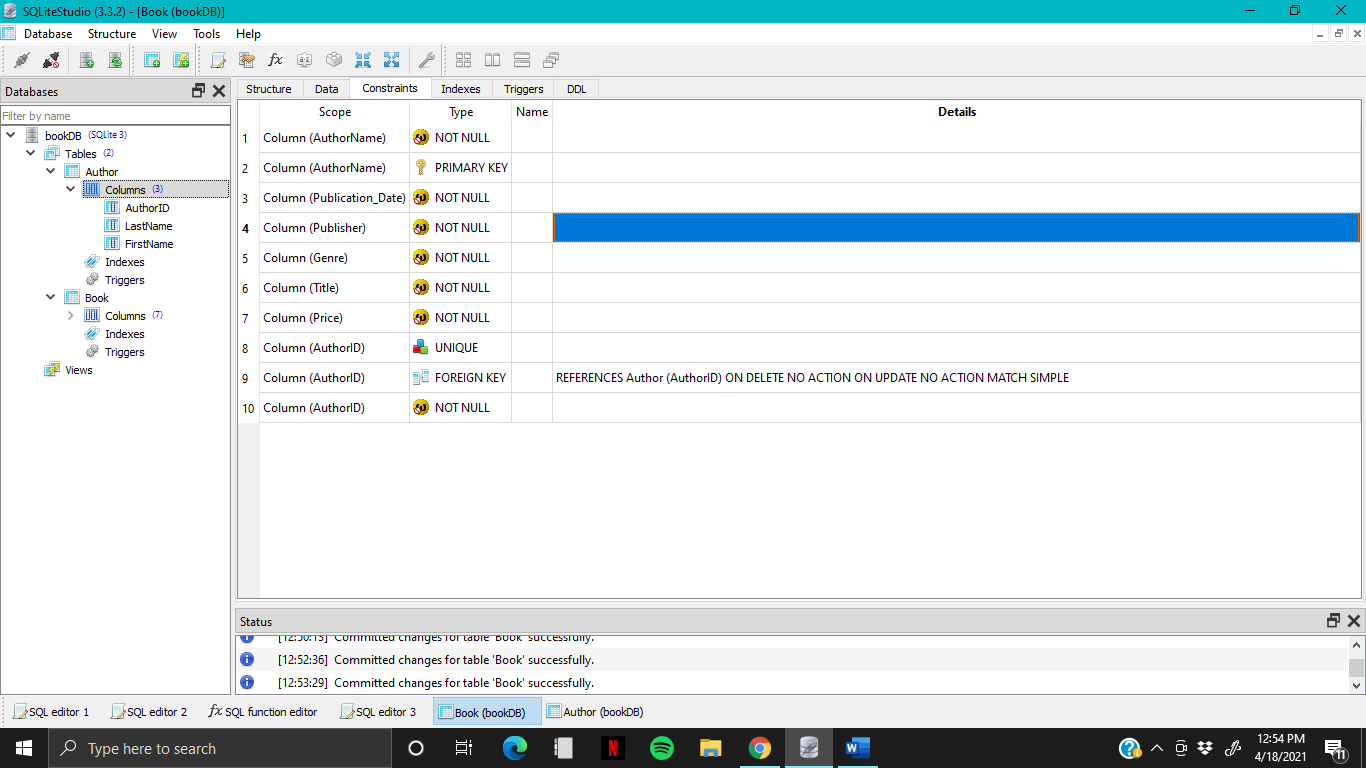 SQLiteStudio (3.3.2) - [Book (bookDB)]
Database Structure View Tools Help
Databases
Filter by name
bookDB (SQLite 3)
Tables (2)
Author
Columns (3)
AuthorID
LastName
FirstName
Indexes
Triggers
Book
Columns (7)
Indexes
Triggers
Views
Structure Data Constraints Indexes Triggers DDL
Scope Type Name Details
1 Column (AuthorName) NOT NULL
2 Column (AuthorName) PRIMARY KEY
3 Column (Publication_Date) NOT NULL
4 Column (Publisher) NOT NULL
5 Column (Genre) NOT NULL
6 Column (Title) NOT NULL
7 Column (Price) NOT NULL
8 Column (AuthorID) UNIQUE
9 Column (AuthorID) FOREIGN KEY REFERENCES Author (AuthorID) ON DELETE NO ACTION ON UPDATE NO ACTION MATCH SIMPLE
10 Column (AuthorID) NOT NULL
Status
[12:50:15] Committed changes for table 'Book' successfully.
[12:52:36] Committed changes for table 'Book' successfully.
[12:53:29] Committed changes for table 'Book' successfully.
SQL editor 1 SQL editor 2 SQL function editor SQL editor 3 Book (bookDB) Author (bookDB)
Type here to search
12:54 PM
4/18/2021
11